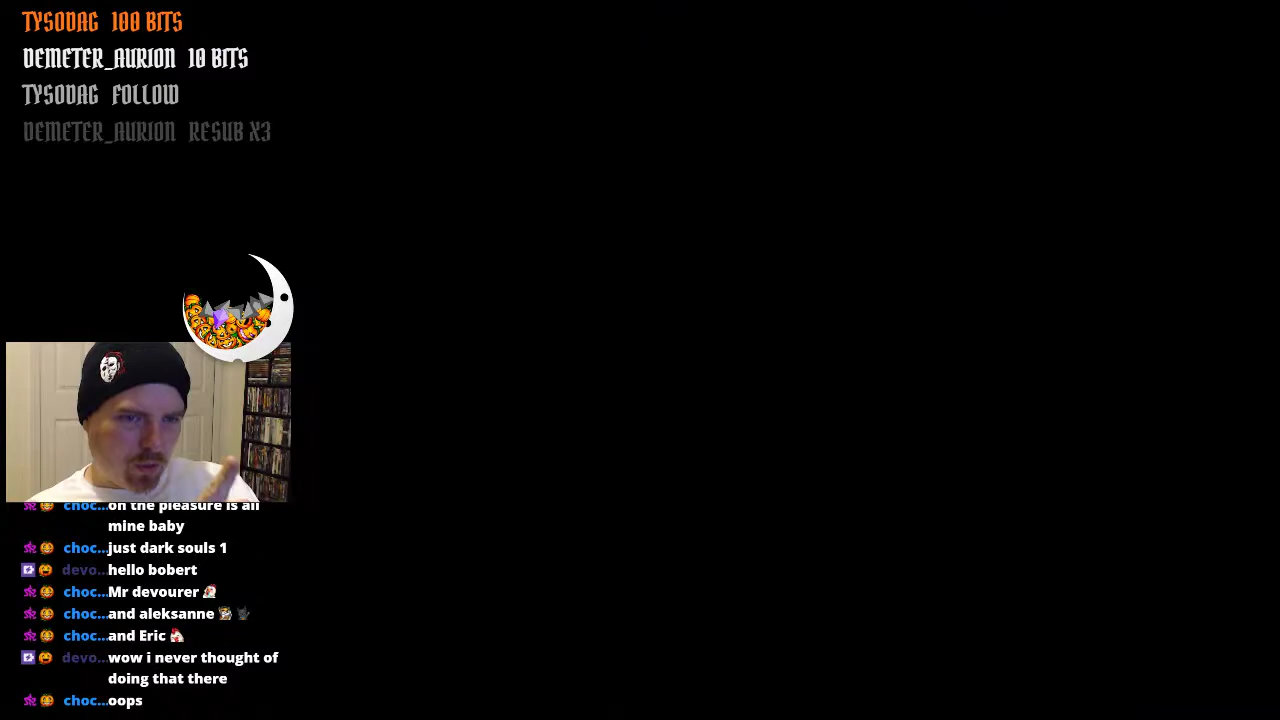 TYSODAG 100 BITS
DEMETER_AURION 10 BITS
TYSODAG FOLLOW
DEMETER_AURION RESUB X3
choc... oh the pleasure is all
mine baby
choc... just dark souls 1
devo... hello bobert
choc... Mr devourer
choc... and aleksanne
choc... and Eric
devo... wow i never thought of
doing that there
choc... oops